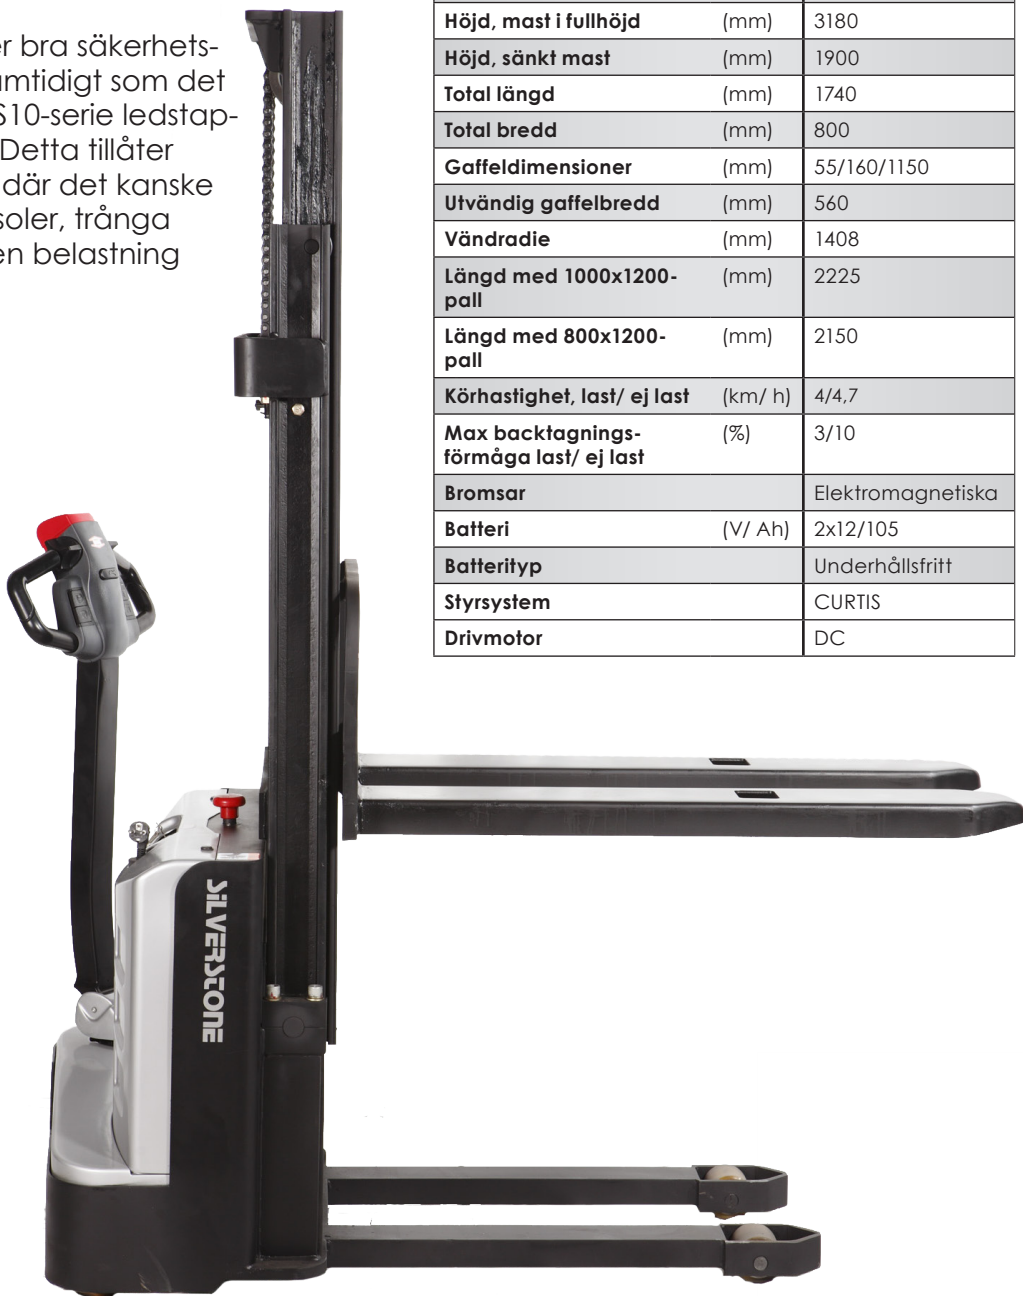 er bra säkerhets-
amtidigt som det
S10-serie ledstap-
Detta tillåter
där det kanske
soler, trånga
en belastning
Höjd, mast i fullhöjd (mm) 3180
Höjd, sänkt mast (mm) 1900
Total längd (mm) 1740
Total bredd (mm) 800
Gaffeldimensioner (mm) 55/160/1150
Utvändig gaffelbredd (mm) 560
Vändradie (mm) 1408
Längd med 1000x1200- (mm) 2225
pall
Längd med 800x1200- (mm) 2150
pall
Körhastighet, last/ ej last (km/ h) 4/4,7
Max backtagnings- (%) 3/10
förmåga last/ ej last
Bromsar Elektromagnetiska
Batteri (V/ Ah) 2x12/105
Batterityp Underhållsfritt
Styrsystem CURTIS
Drivmotor DC
SiLVERSTONE